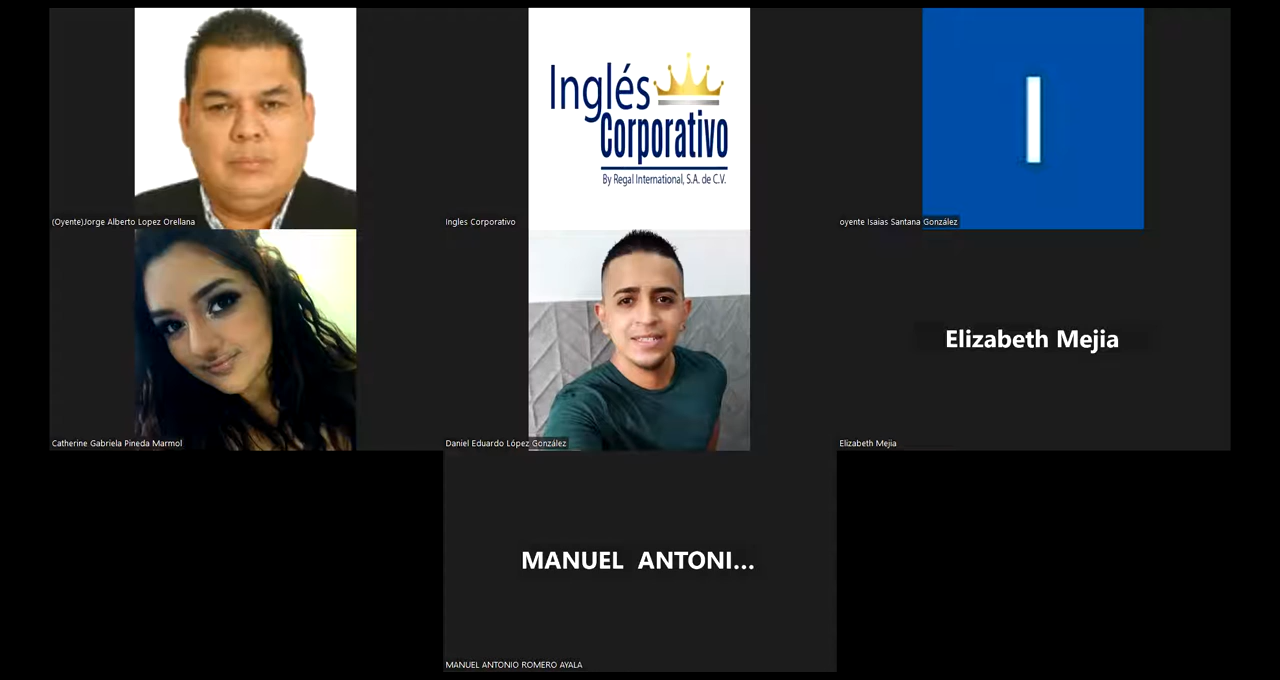 Inglés
Corporativo
By Regal International, S.A. de C.V.
I
(Oyente)Jorge Alberto Lopez Orellana
Ingles Corporativo
oyente Isaias Santana González
Elizabeth Mejia
Catherine Gabriela Pineda Marmol
Daniel Eduardo López González
Elizabeth Mejia
MANUEL ANTONI...
MANUEL ANTONIO ROMERO AYALA